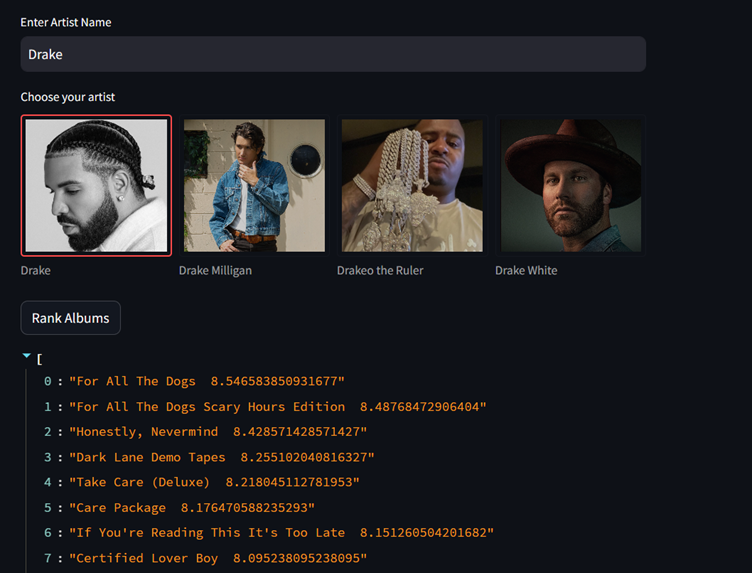 Enter Artist Name
Drake
Choose your artist
Drake Drake Milligan Drakeo the Ruler Drake White
Rank Albums
[
0 : "For All The Dogs  8.546583850931677"
1 : "For All The Dogs Scary Hours Edition  8.48768472906404"
2 : "Honestly, Nevermind  8.428571428571427"
3 : "Dark Lane Demo Tapes  8.255102040816327"
4 : "Take Care (Deluxe)  8.218045112781953"
5 : "Care Package  8.176470588235293"
6 : "If You're Reading This It's Too Late  8.151260504201682"
7 : "Certified Lover Boy  8.095238095238095"